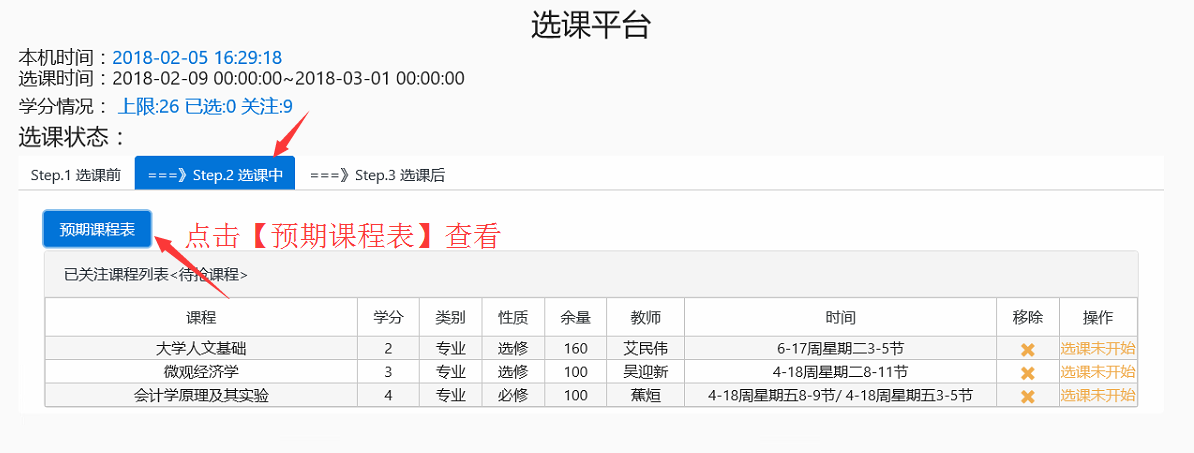 选课平台
本机时间：2018-02-05 16:29:18
选课时间：2018-02-09 00:00:00~2018-03-01 00:00:00
学分情况： 上限:26 已选:0 关注:9
选课状态：
Step.1 选课前 ===》Step.2 选课中 ===》Step.3 选课后
预期课程表 点击【预期课程表】查看
已关注课程列表<待抢课程>
课程 学分 类别 性质 余量 教师 时间 移除 操作
大学人文基础 2 专业 选修 160 艾民伟 6-17周星期二3-5节 ✖ 选课未开始
微观经济学 3 专业 选修 100 吴迎新 4-18周星期二8-11节 ✖ 选课未开始
会计学原理及其实验 4 专业 必修 100 蕉烜 4-18周星期五8-9节/ 4-18周星期五3-5节 ✖ 选课未开始